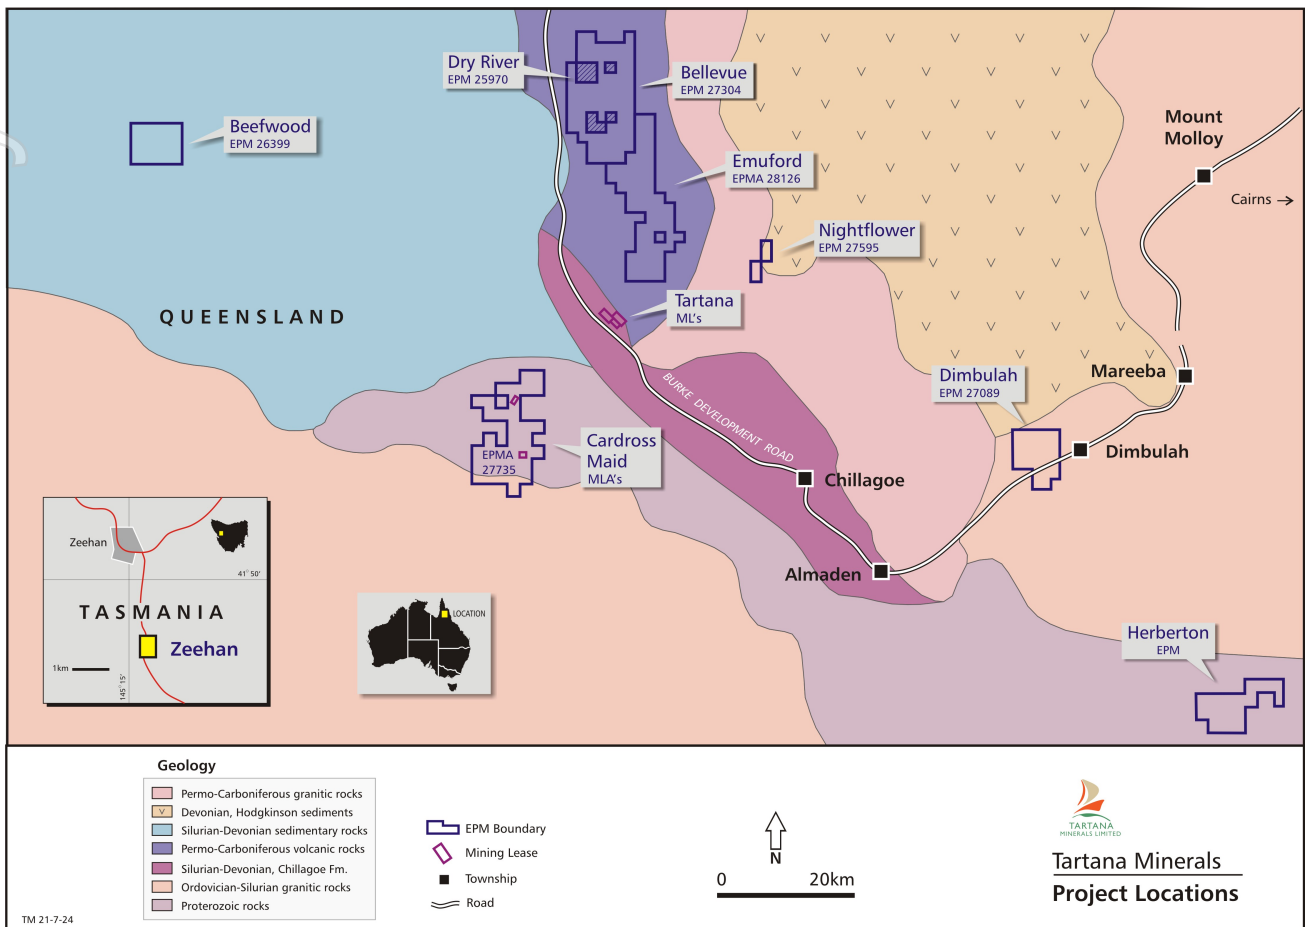 Dry River
EPM 25970
Bellevue
EPM 27304
Beefwood
EPM 26399
Emuford
EPMA 28126
Mount
Molloy
Cairns →
Nightflower
EPM 27595
QUEENSLAND
Tartana
ML's
Mareeba
Dimbulah
EPM 27089
BURKE DEVELOPMENT ROAD
EPMA
27735
Cardross
Maid
MLA's
Dimbulah
Chillagoe
Almaden
Herberton
EPM
Zeehan
41° 50'
TASMANIA
Zeehan
1km
145° 15'
LOCATION
Geology
Permo-Carboniferous granitic rocks
Devonian, Hodgkinson sediments
Silurian-Devonian sedimentary rocks
Permo-Carboniferous volcanic rocks
Silurian-Devonian, Chillagoe Fm.
Ordovician-Silurian granitic rocks
Proterozoic rocks
EPM Boundary
Mining Lease
Township
Road
N
0 20km
TARTANA
MINERALS LIMITED
Tartana Minerals
Project Locations
TM 21-7-24